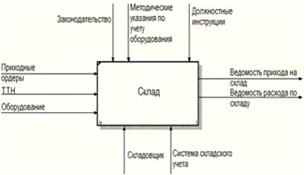 Законодательство
Методические
указания по
учету
оборудования
Должностные
инструкции
Приходные
ордеры
ТТН
Оборудование
Склад
Ведомость прихода на
склад
Ведомость расхода по
складу
Складовщик
Система складского
учета